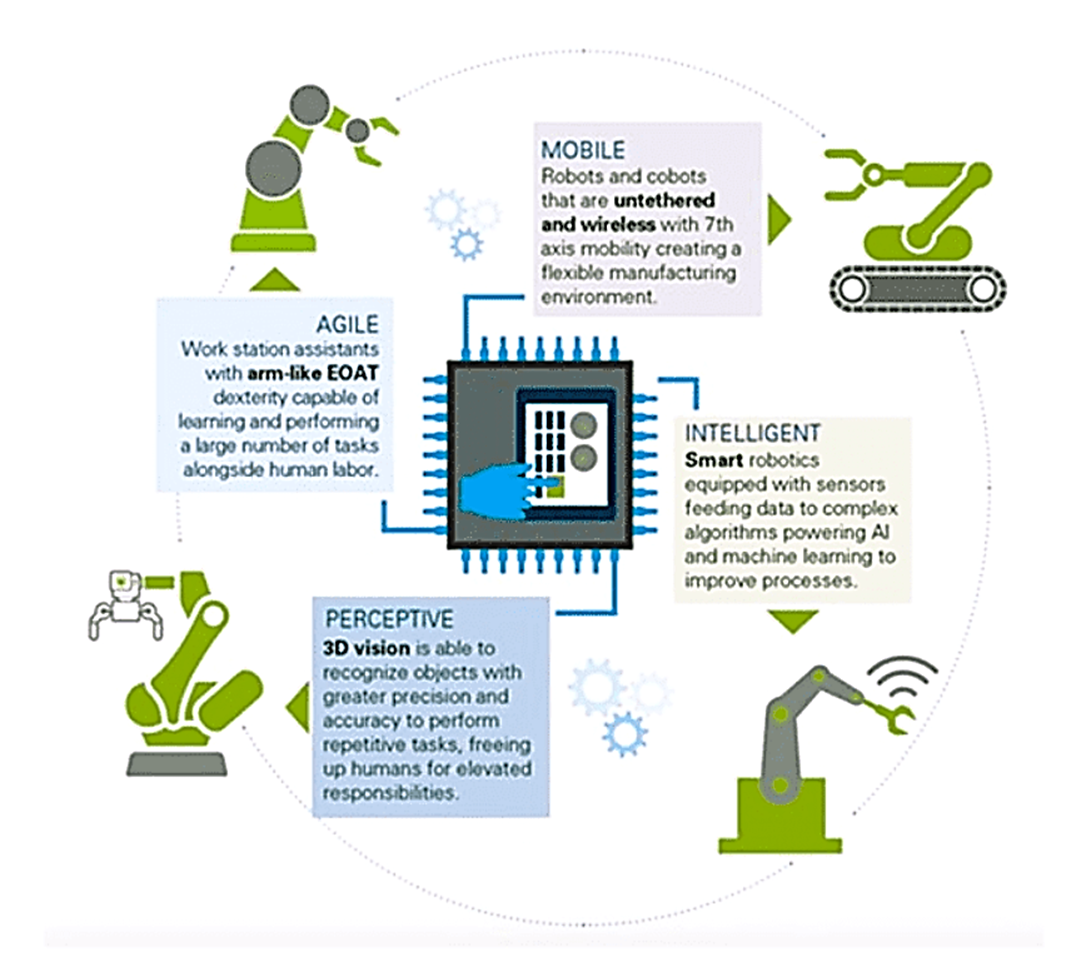 MOBILE
Robots and cobots
that are untethered
and wireless with 7th
axis mobility creating a
flexible manufacturing
environment.
AGILE
Work station assistants
with arm-like EOAT
dexterity capable of
learning and performing
a large number of tasks
alongside human labor.
INTELLIGENT
Smart robotics
equipped with sensors
feeding data to complex
algorithms powering AI
and machine learning to
improve processes.
PERCEPTIVE
3D vision is able to
recognize objects with
greater precision and
accuracy to perform
repetitive tasks, freeing
up humans for elevated
responsibilities.